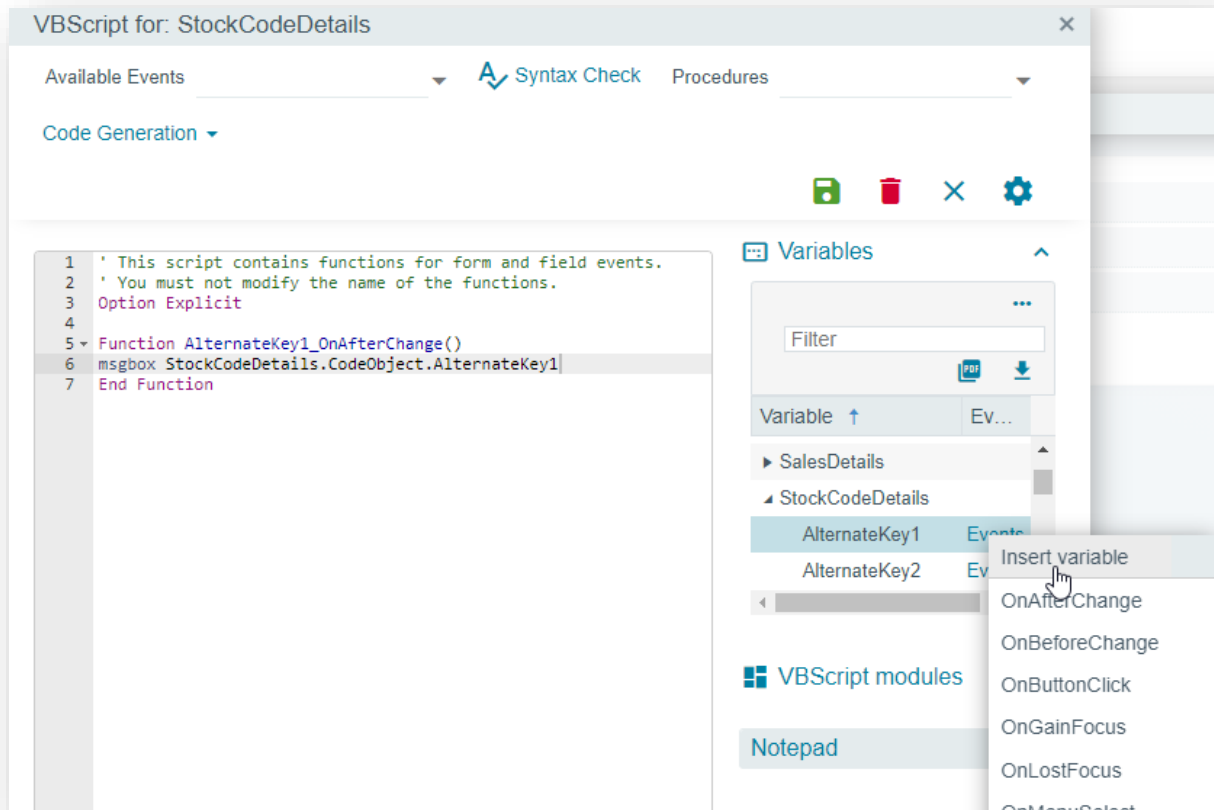 VBScript for: StockCodeDetails
Available Events
Syntax Check
Procedures
Code Generation
1 ' This script contains functions for form and field events.
2 ' You must not modify the name of the functions.
3 Option Explicit
4
5 Function AlternateKey1_OnAfterChange()
6 msgbox StockCodeDetails.CodeObject.AlternateKey1
7 End Function
Variables
Filter
PDF
Variable Ev...
SalesDetails
StockCodeDetails
AlternateKey1 Events
AlternateKey2 Ev
Insert variable
OnAfterChange
OnBeforeChange
OnButtonClick
OnGainFocus
OnLostFocus
OnMenuSelect
VBScript modules
Notepad